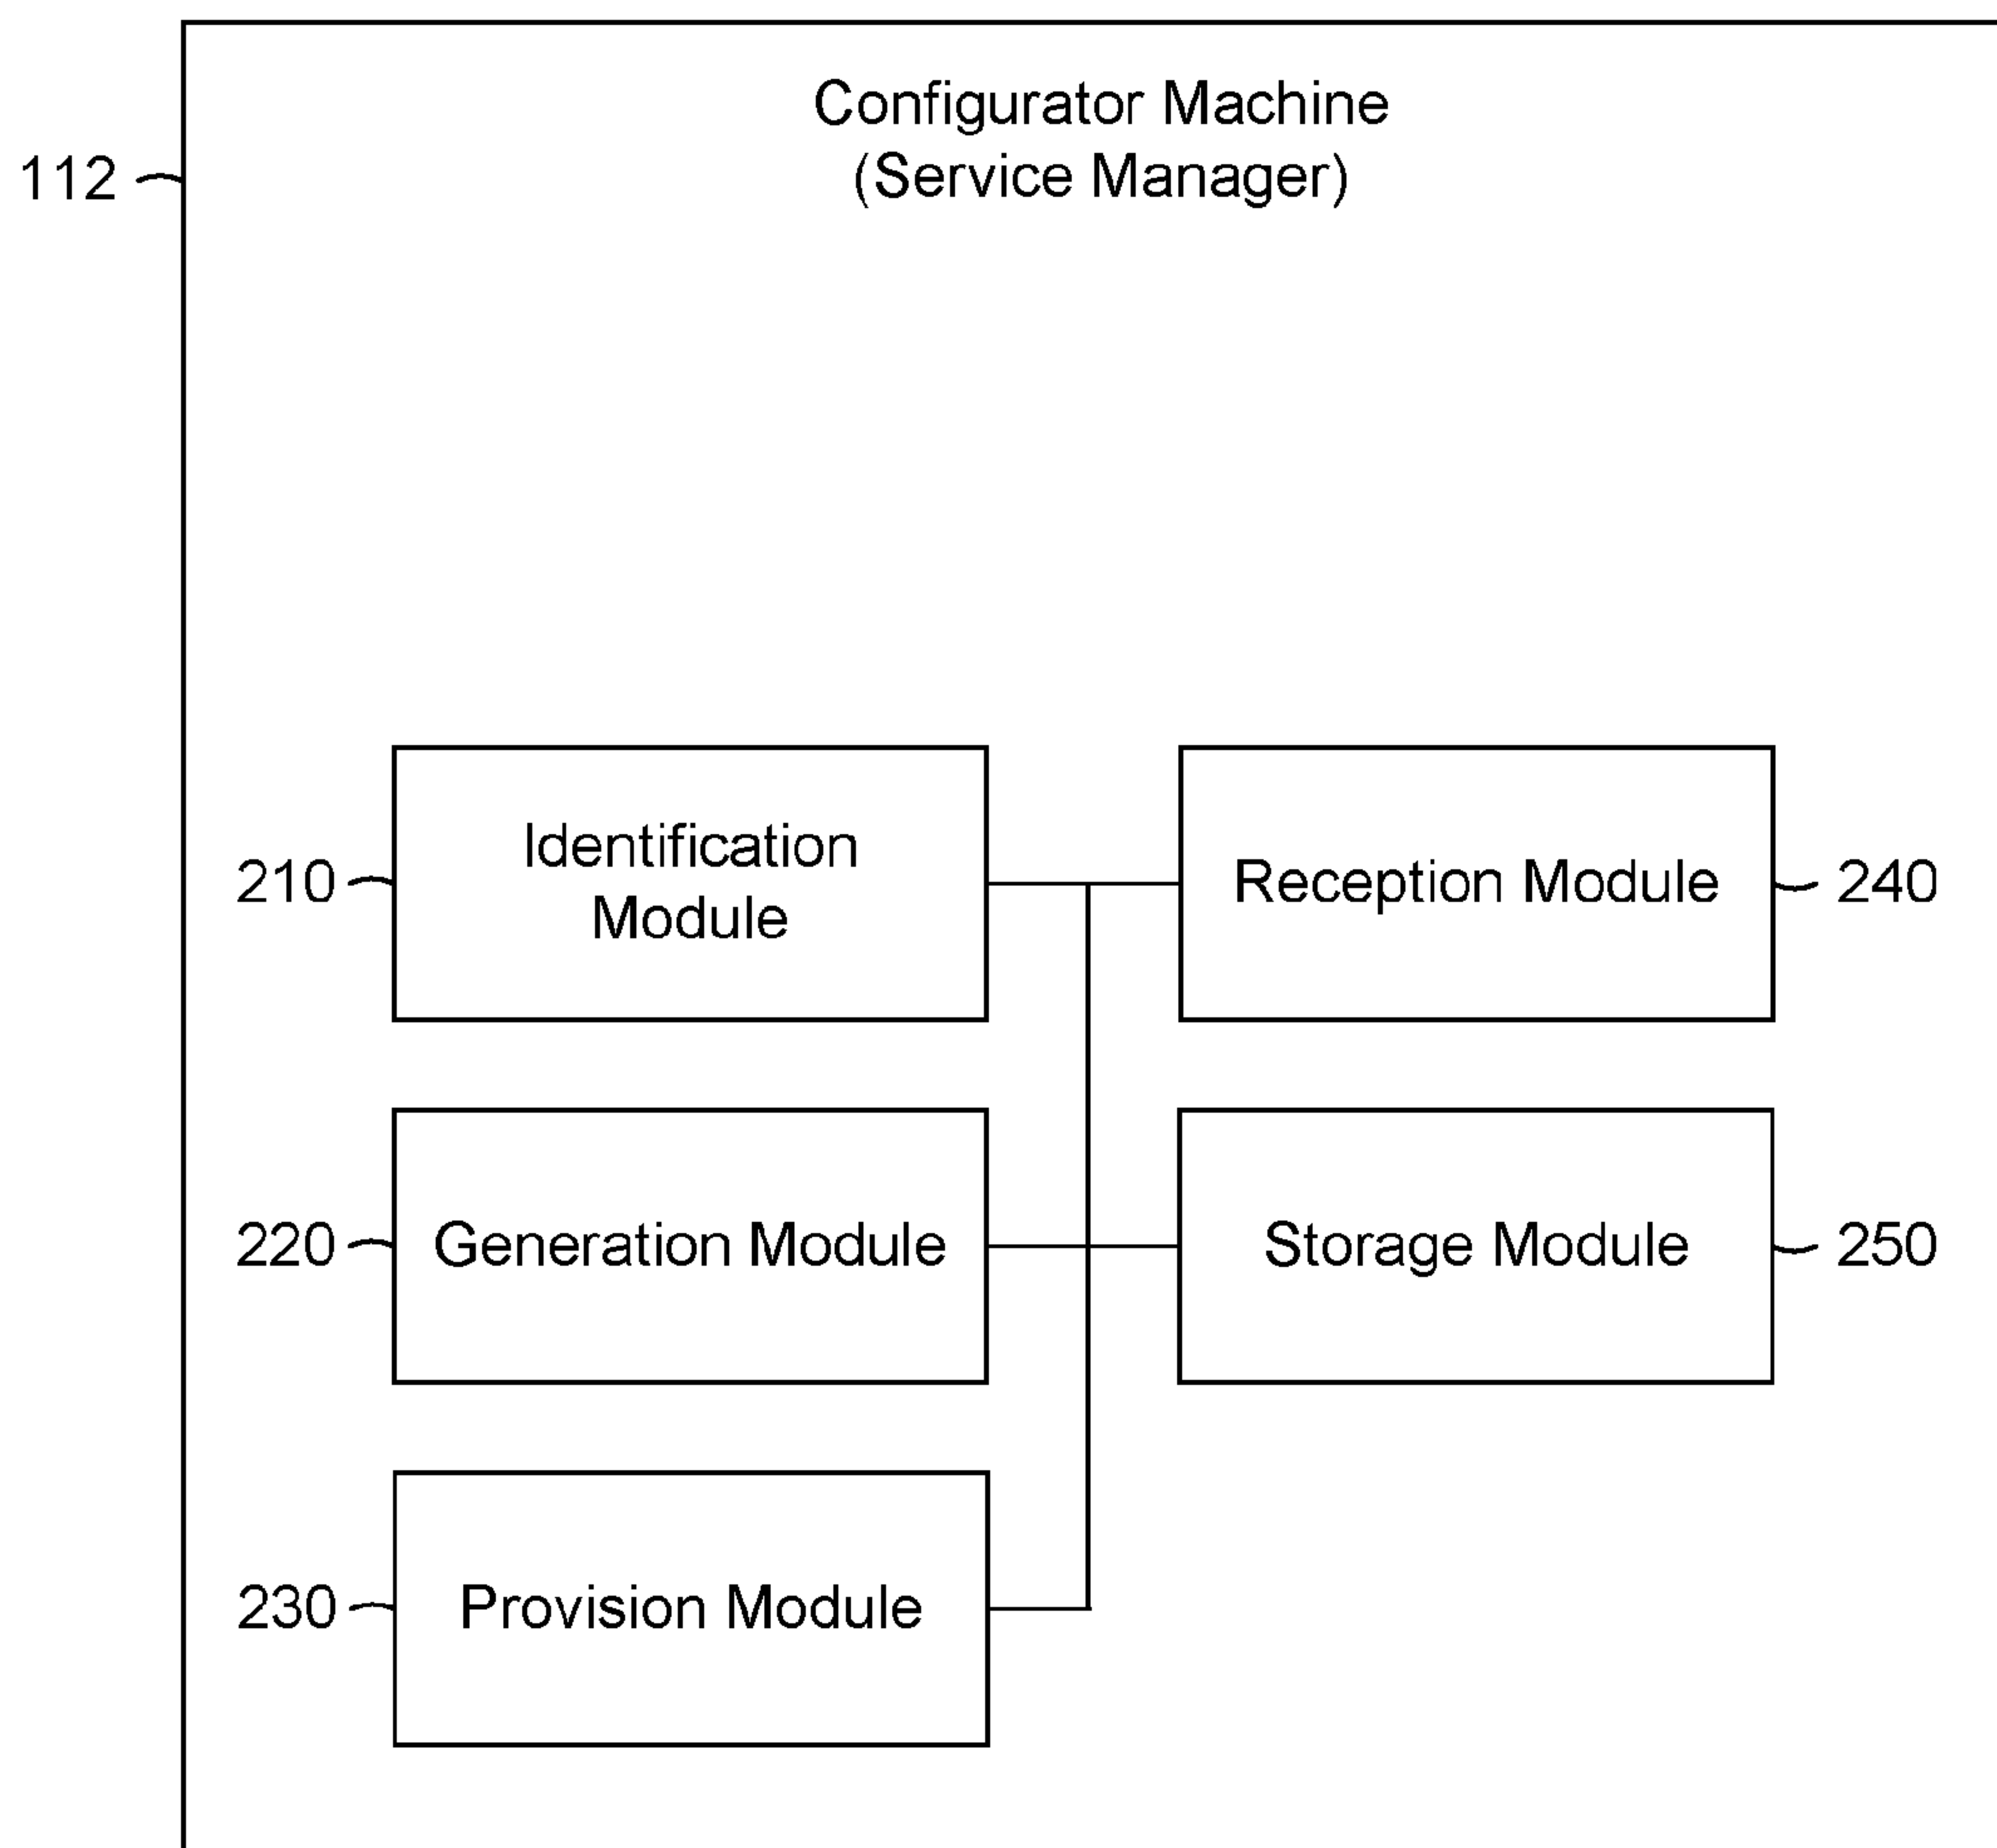 Configurator Machine
(Service Manager)
112
Identification
Module
210
Reception Module
240
Generation Module
220
Storage Module
250
Provision Module
230